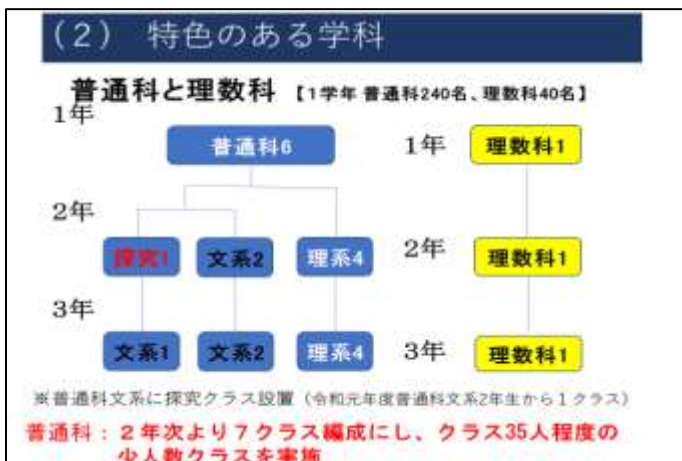 (2) 特色のある学科
普通科と理数科 【1学年 普通科240名、理数科40名】
1年
普通科6
1年
理数科1
2年
探究1
文系2
理系4
2年
理数科1
3年
文系1
文系2
理系4
3年
理数科1
※普通科文系に探究クラス設置（令和元年度普通科文系2年生から1クラス）
普通科：2年次より7クラス編成にし、クラス35人程度の
少人数クラスを実施